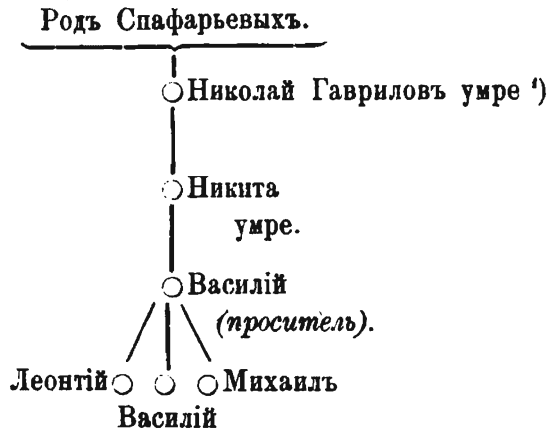 Родъ Спафарьевыхъ.
Николай Гавриловъ умре ¹)
Никита
умре.
Василій
(проситель).
Леонтій Михаилъ
Василій